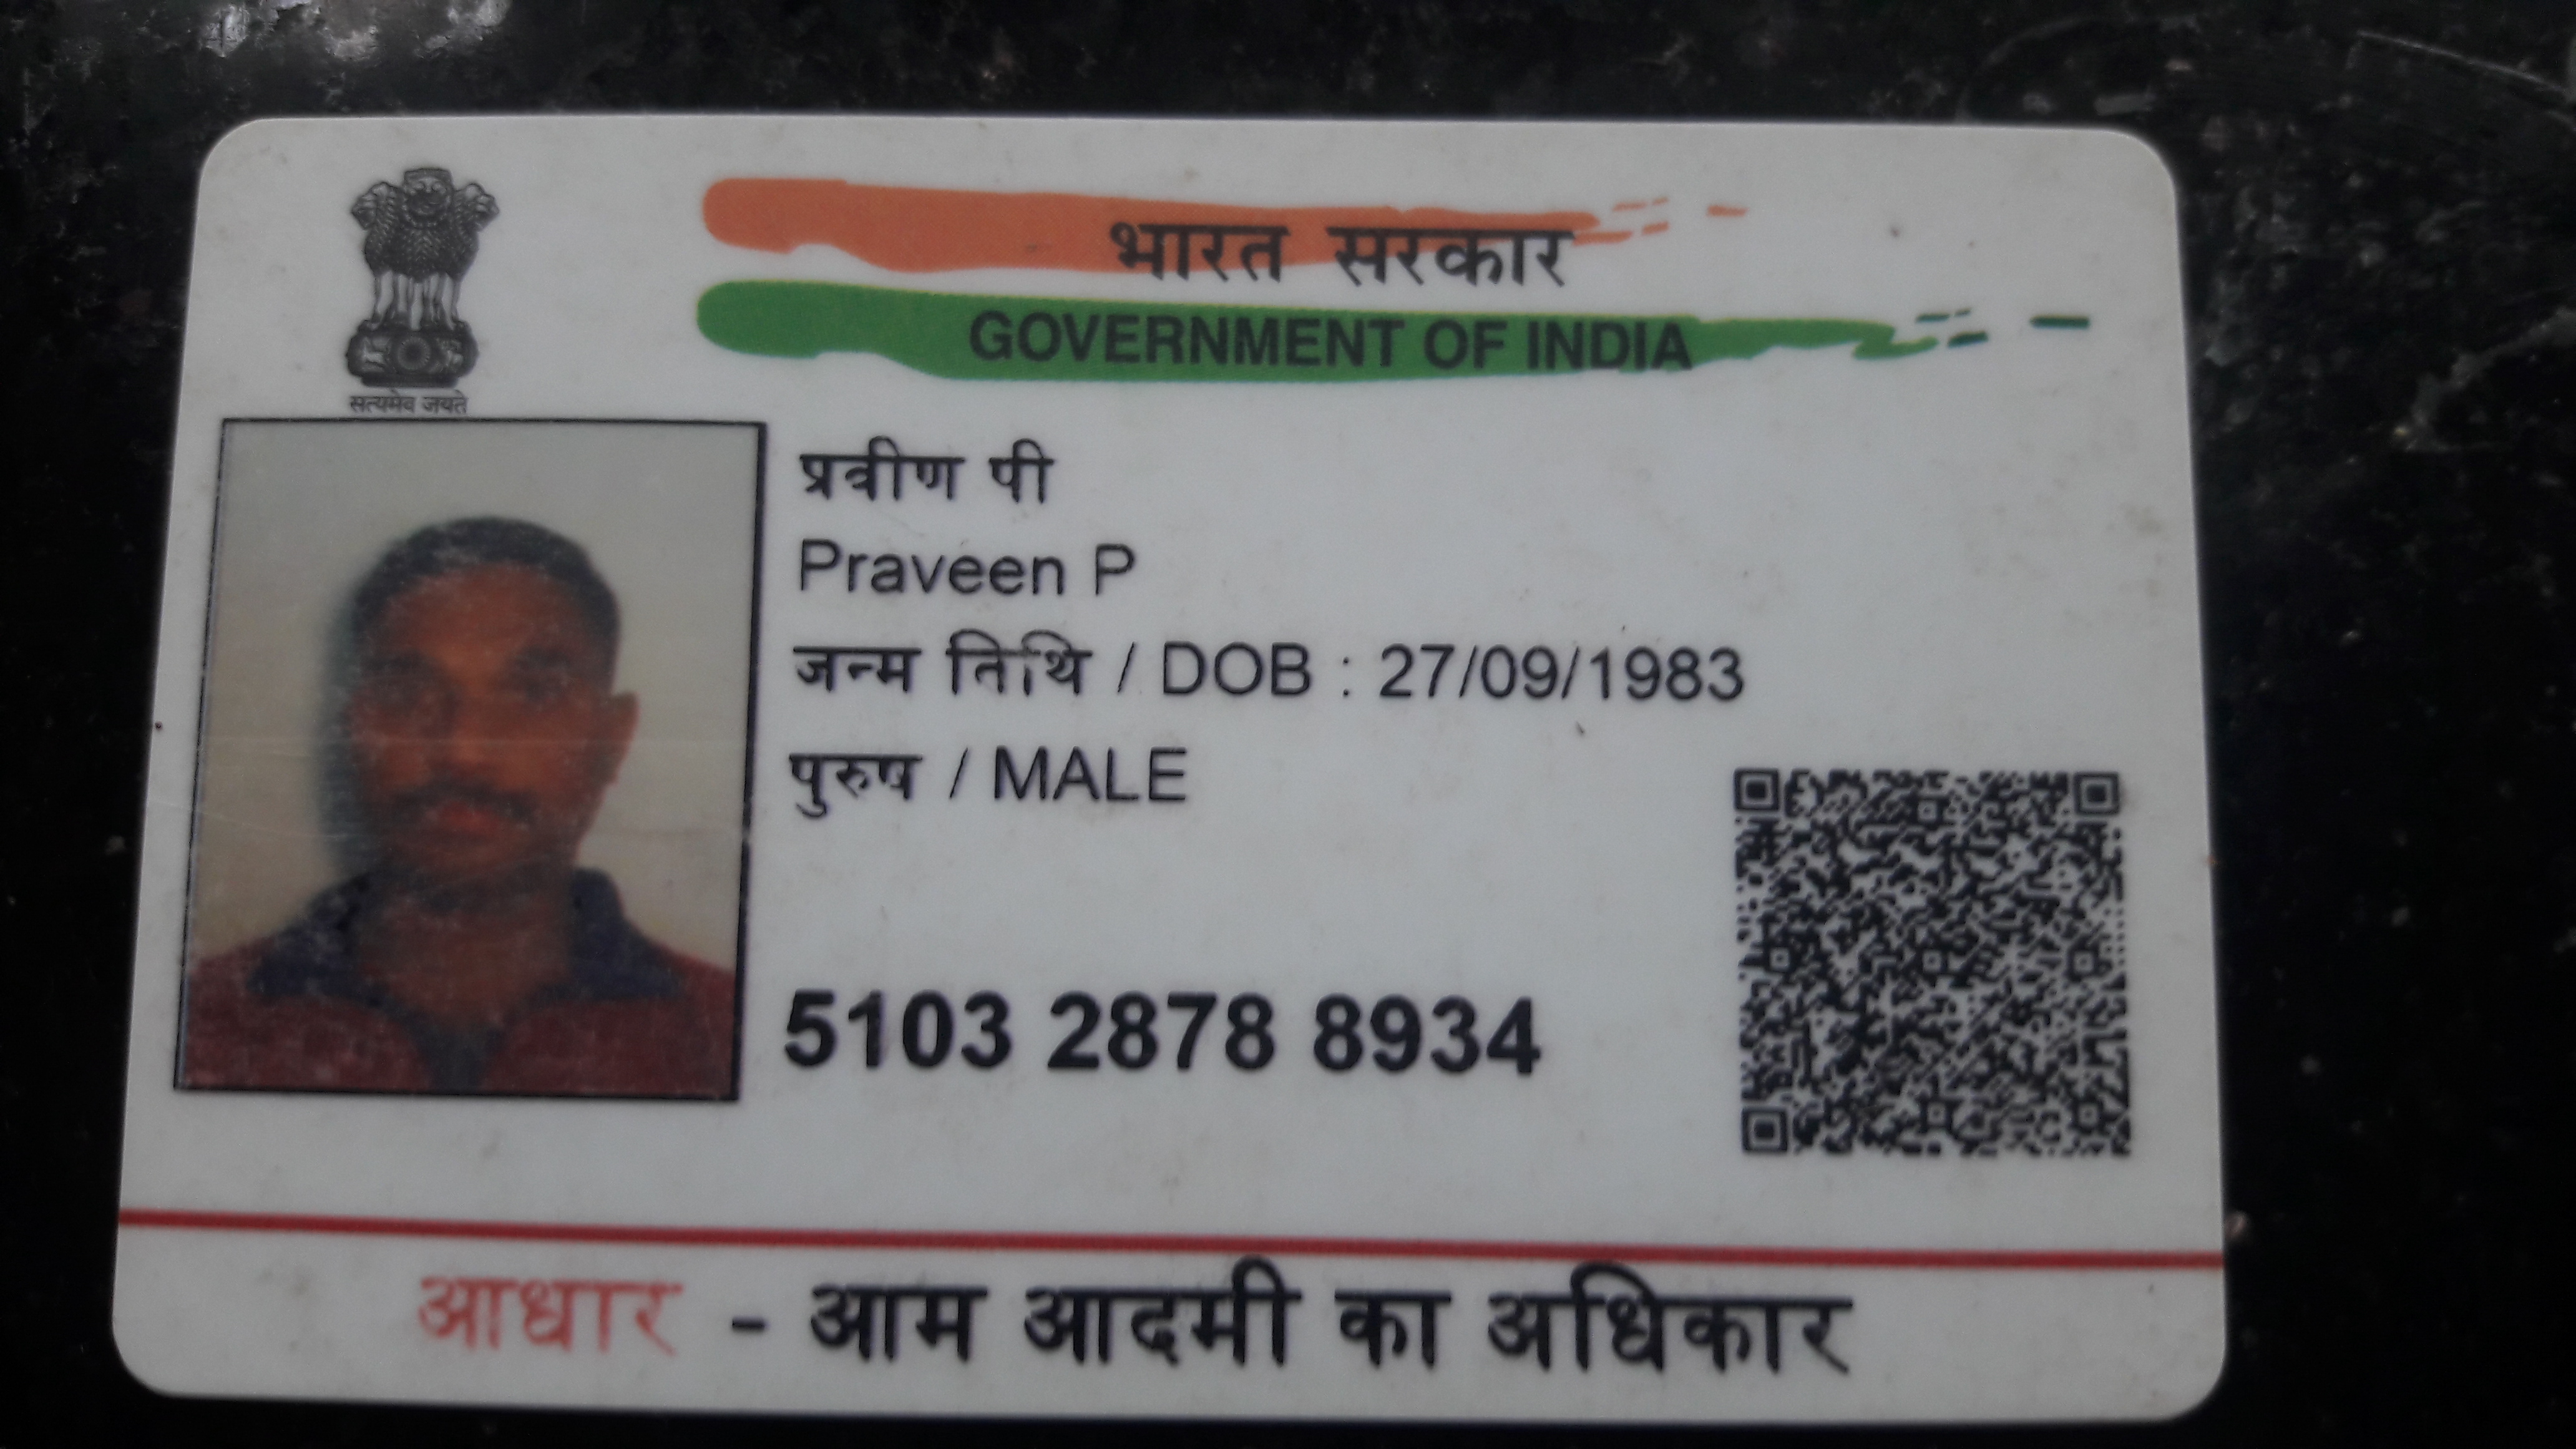 भारत सरकार
GOVERNMENT OF INDIA
सत्यमेव जयते
प्रवीण पी
Praveen P
जन्म तिथि / DOB : 27/09/1983
पुरुष / MALE
5103 2878 8934
आधार - आम आदमी का अधिकार